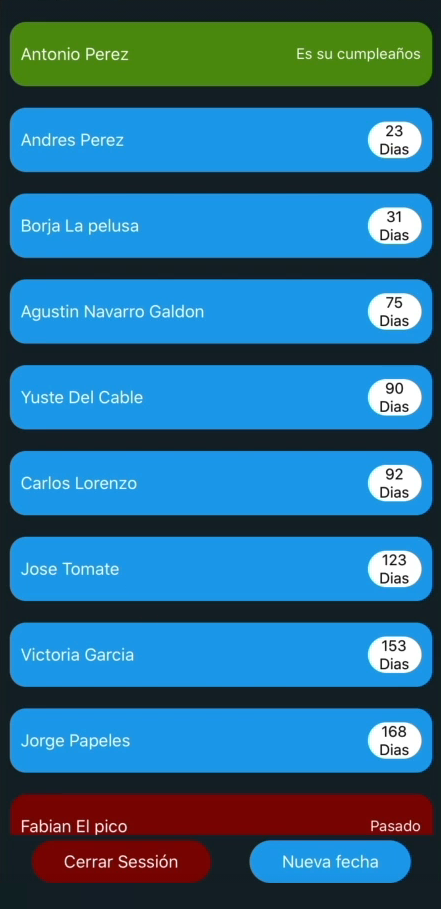 Antonio Perez Es su cumpleaños
Andres Perez 23
Dias
Borja La pelusa 31
Dias
Agustin Navarro Galdon 75
Dias
Yuste Del Cable 90
Dias
Carlos Lorenzo 92
Dias
Jose Tomate 123
Dias
Victoria Garcia 153
Dias
Jorge Papeles 168
Dias
Fabian El pico Pasado
Cerrar Sessión Nueva fecha